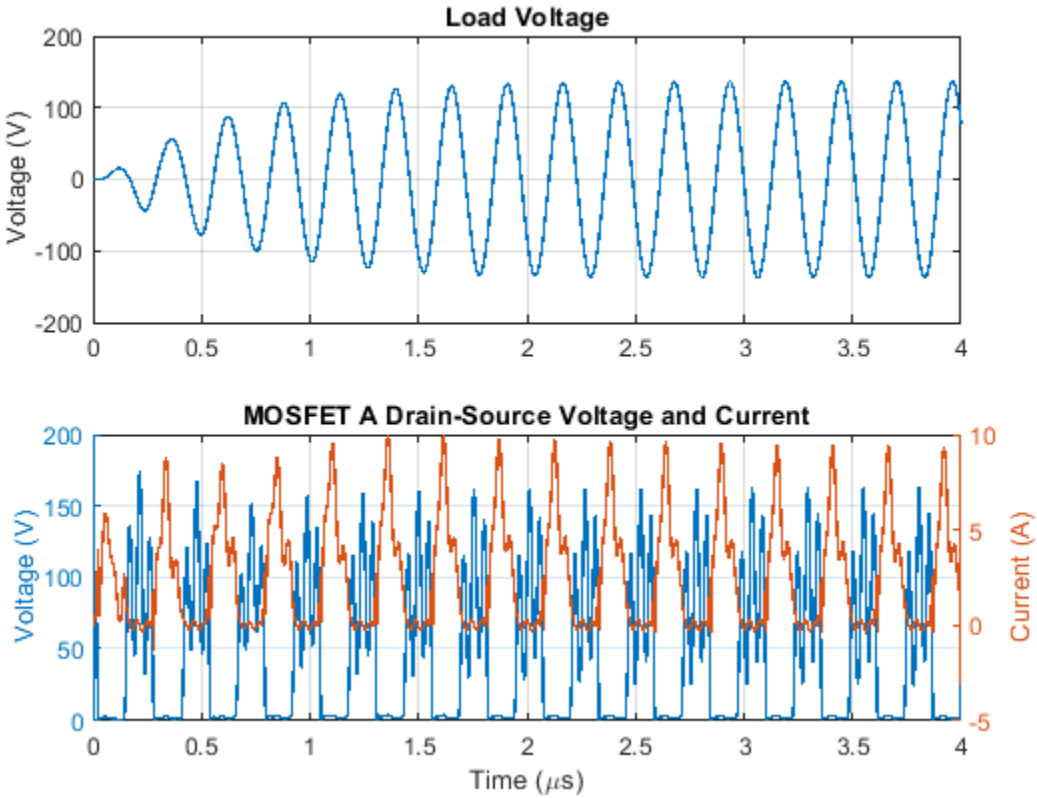 Load Voltage
200
100
0
-100
-200
Voltage (V)
0 0.5 1 1.5 2 2.5 3 3.5 4
MOSFET A Drain-Source Voltage and Current
200
150
100
50
0
Voltage (V)
10
5
0
-5
Current (A)
0 0.5 1 1.5 2 2.5 3 3.5 4
Time (μs)